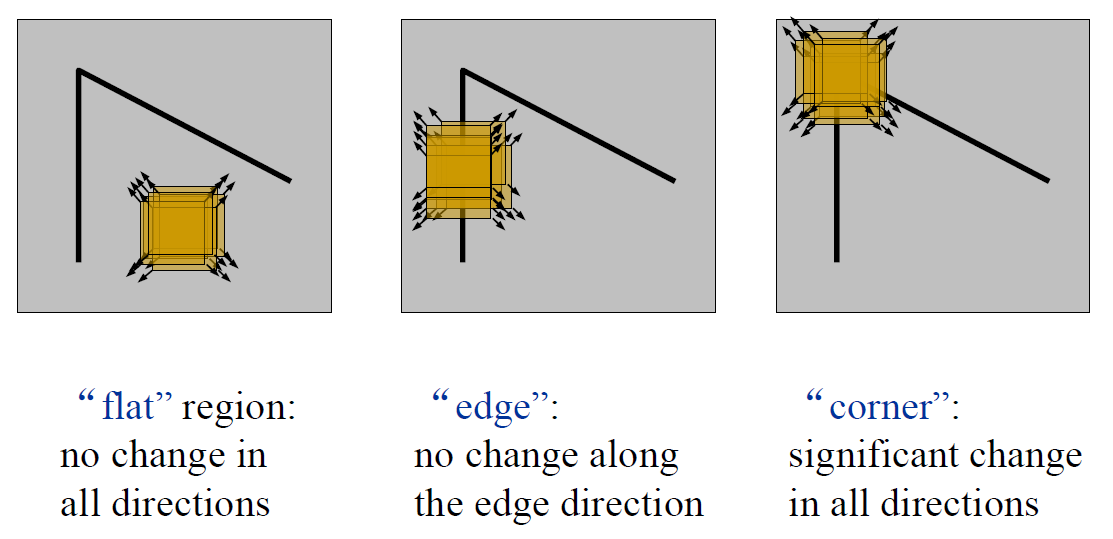 “flat” region:
no change in
all directions
“edge”:
no change along
the edge direction
“corner”:
significant change
in all directions